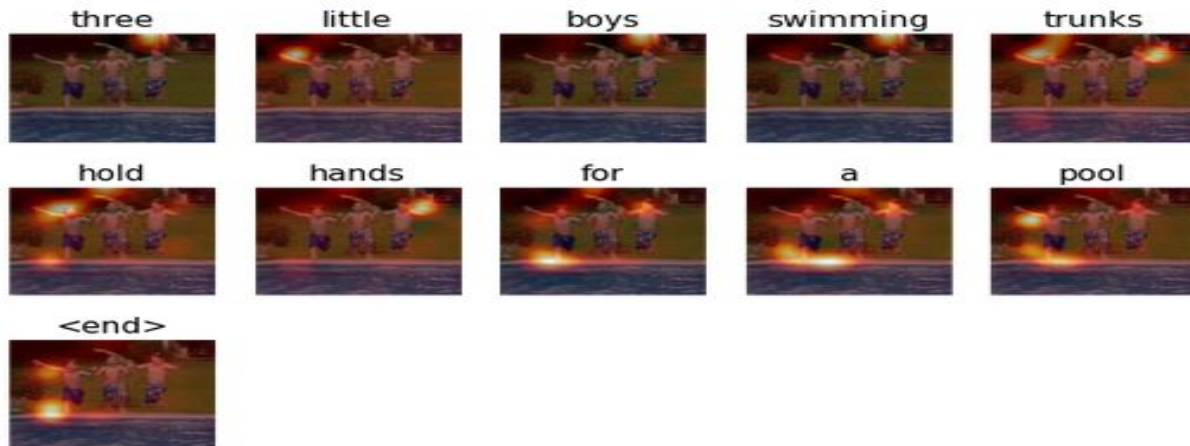 three little boys swimming trunks
hold hands for a pool
<end>